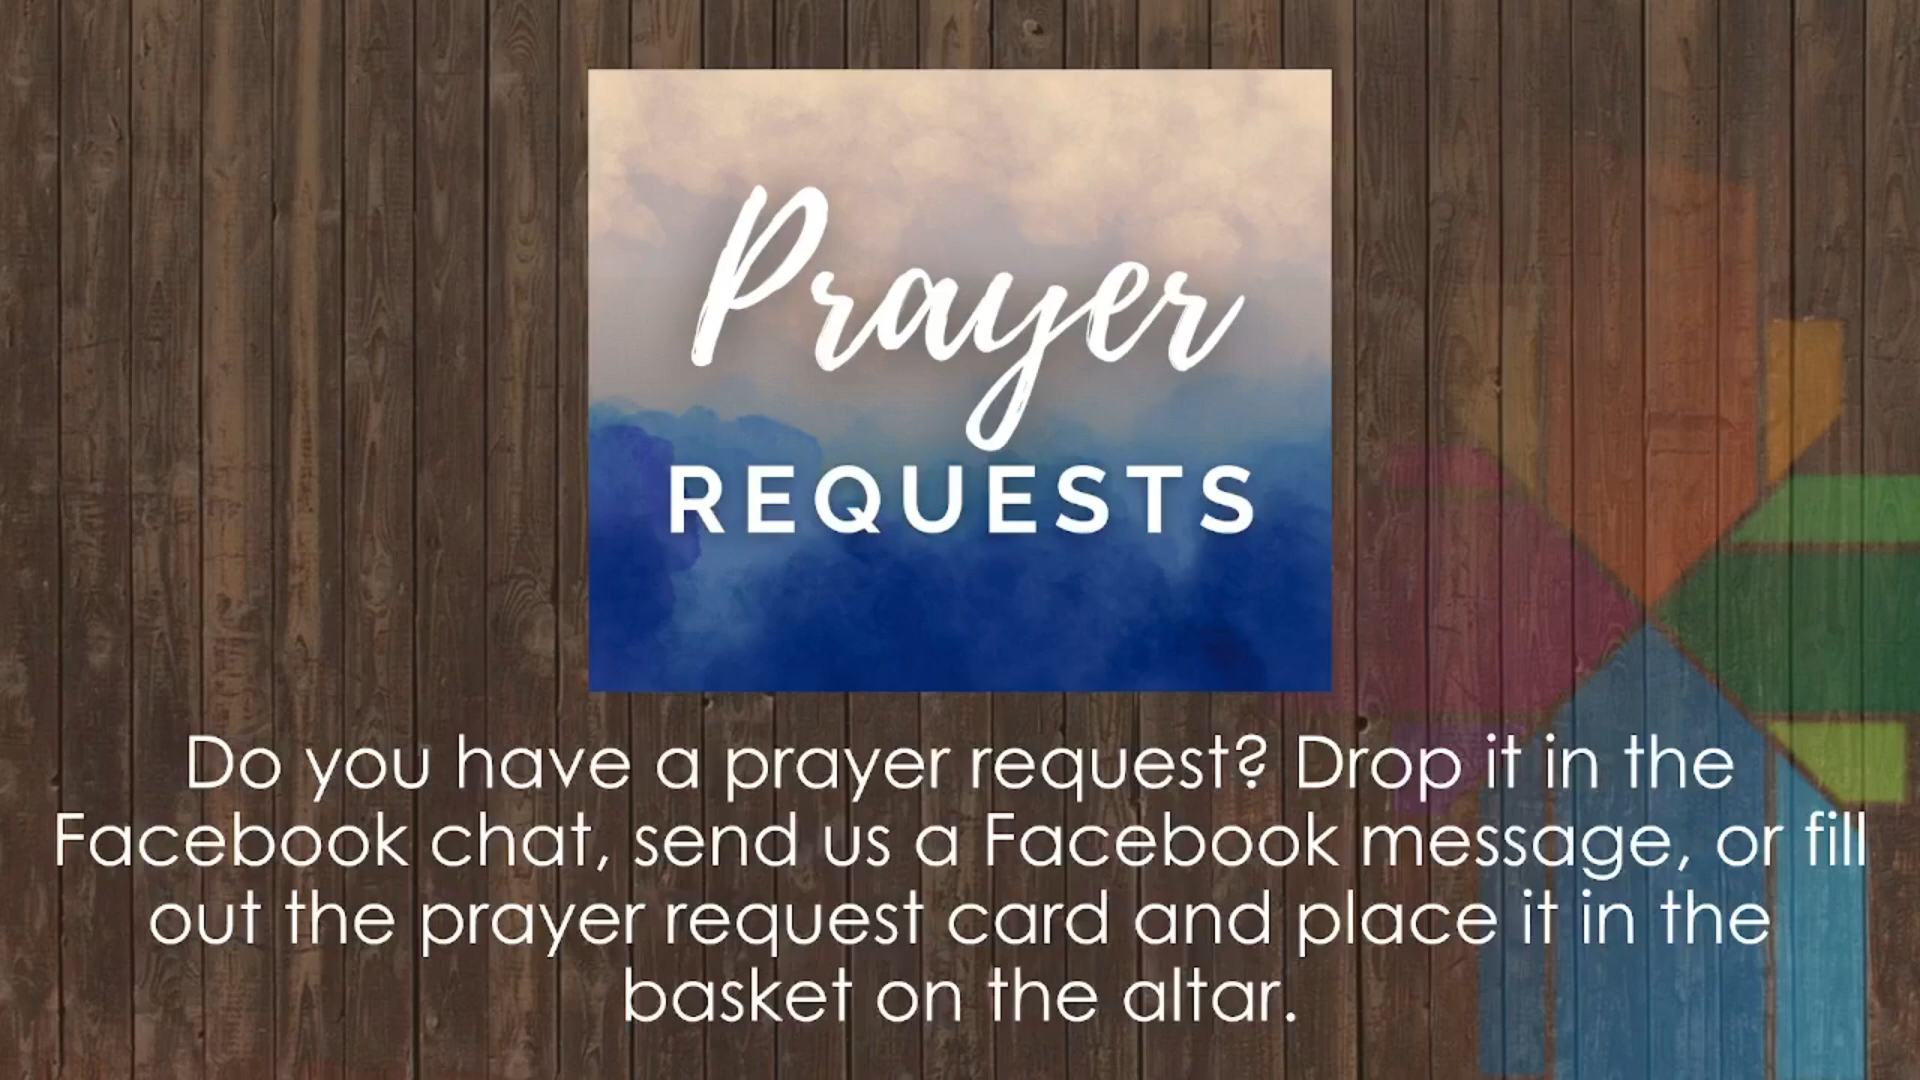 Prayer
REQUESTS
Do you have a prayer request? Drop it in the
Facebook chat, send us a Facebook message, or fill
out the prayer request card and place it in the
basket on the altar.